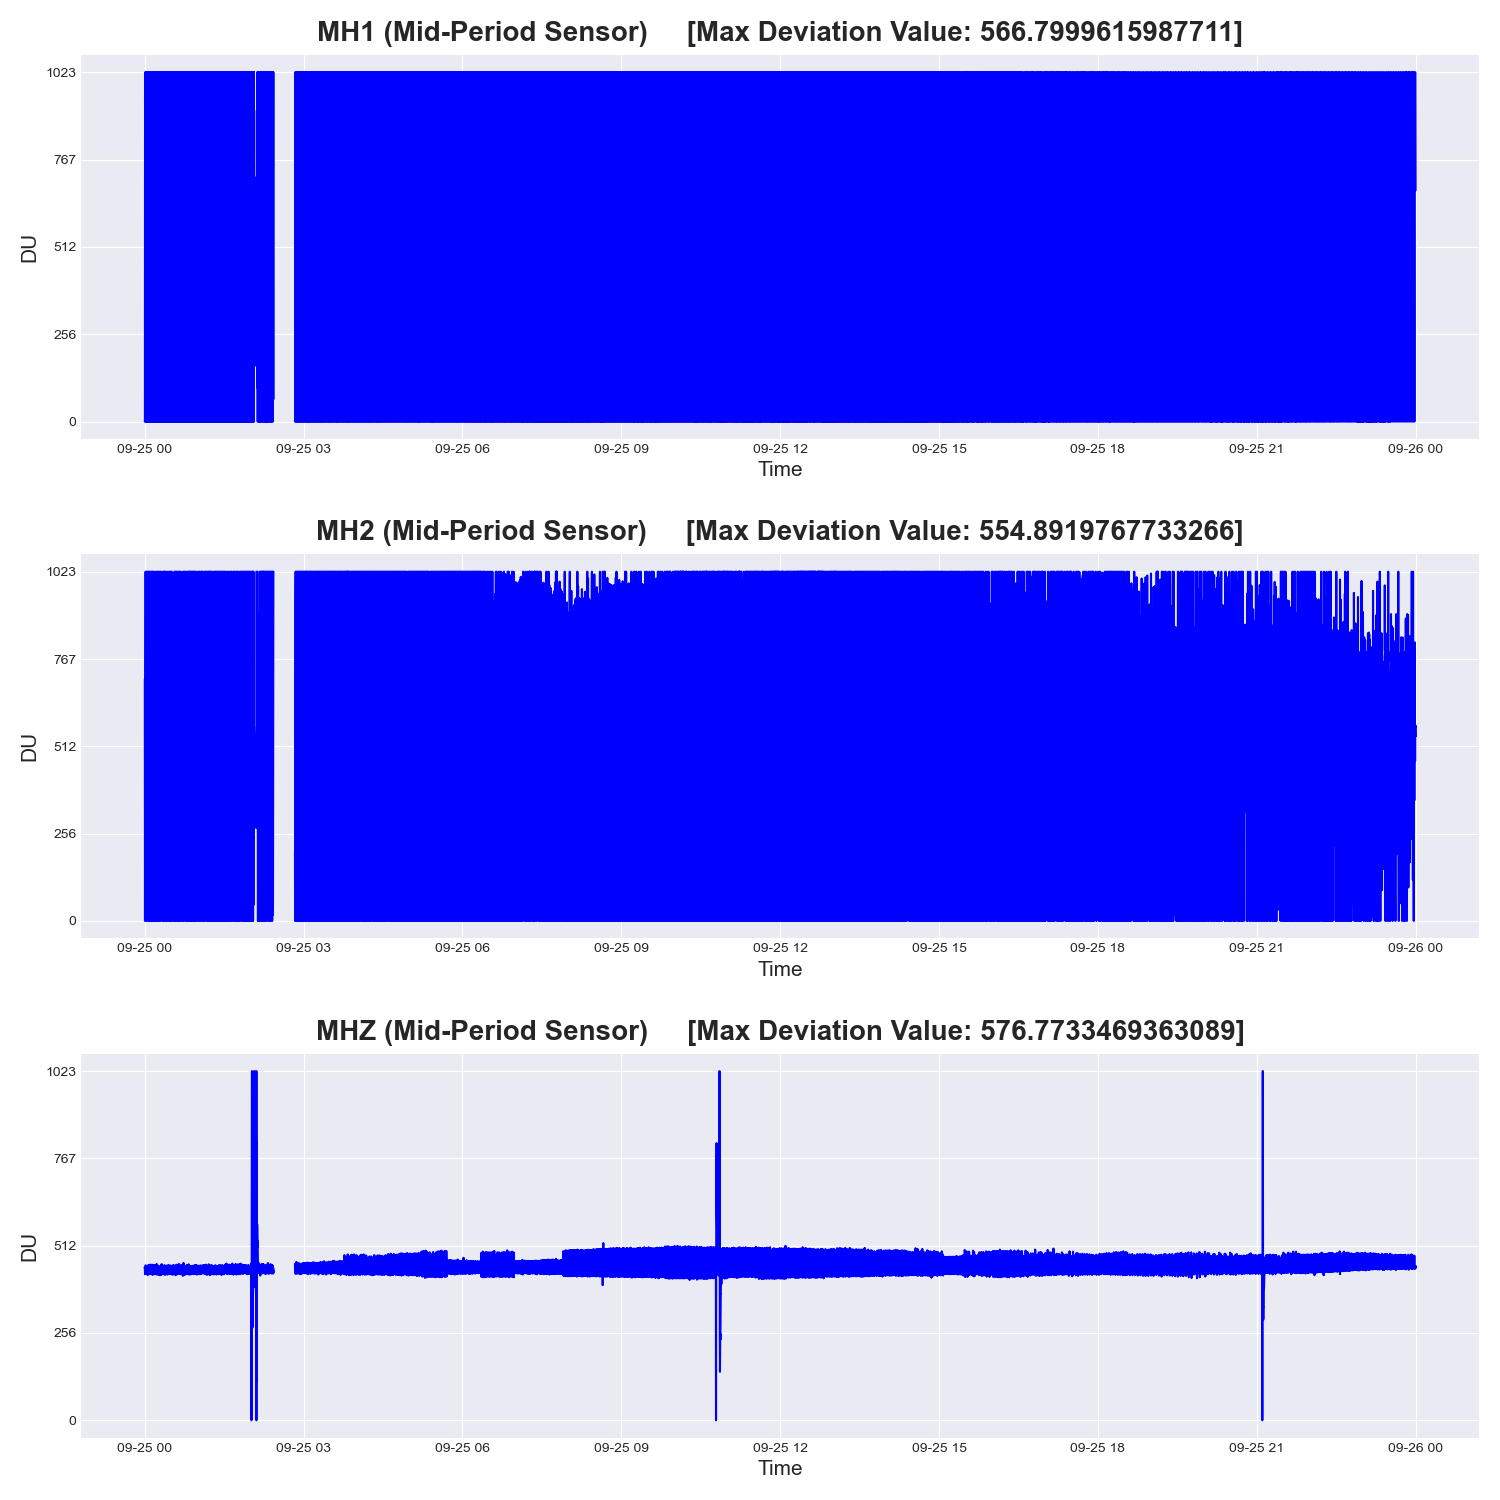 MH1 (Mid-Period Sensor) [Max Deviation Value: 566.7999615987711]
1023
767
512
256
0
DU
09-25 00 09-25 03 09-25 06 09-25 09 09-25 12 09-25 15 09-25 18 09-25 21 09-26 00
Time
MH2 (Mid-Period Sensor) [Max Deviation Value: 554.8919767733266]
1023
767
512
256
0
DU
09-25 00 09-25 03 09-25 06 09-25 09 09-25 12 09-25 15 09-25 18 09-25 21 09-26 00
Time
MHZ (Mid-Period Sensor) [Max Deviation Value: 576.7733469363089]
1023
767
512
256
0
DU
09-25 00 09-25 03 09-25 06 09-25 09 09-25 12 09-25 15 09-25 18 09-25 21 09-26 00
Time